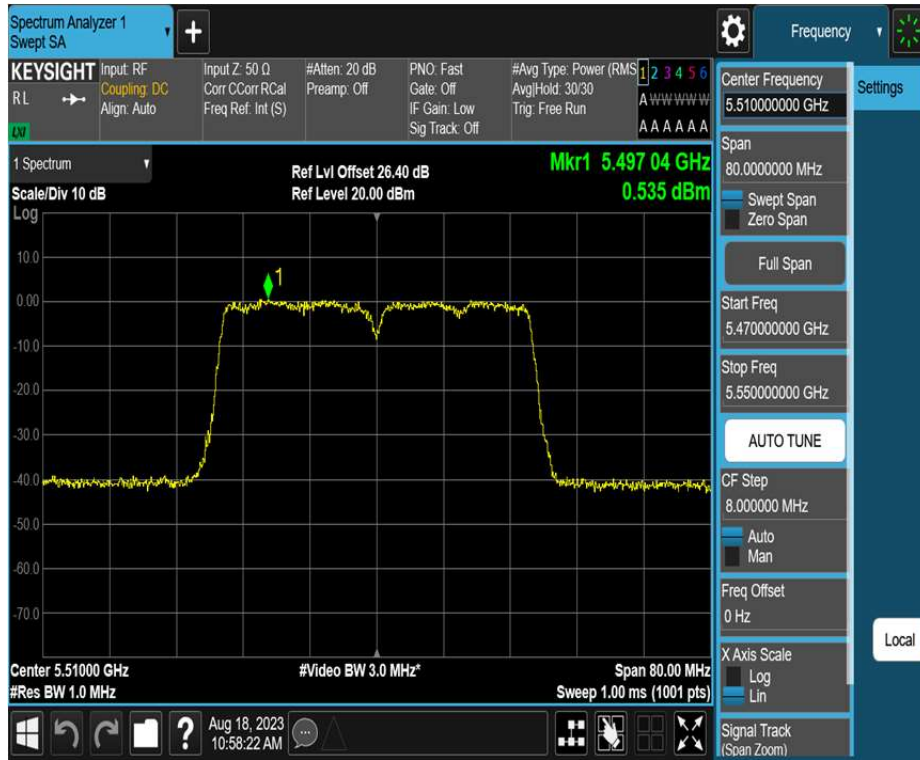 Spectrum Analyzer 1
Swept SA
+
Frequency
KEYSIGHT
RL
LXI
Input: RF
Coupling: DC
Align: Auto
Input Z: 50 Ω
Corr CCorr RCal
Freq Ref: Int (S)
#Atten: 20 dB
Preamp: Off
PNO: Fast
Gate: Off
IF Gain: Low
Sig Track: Off
#Avg Type: Power (RMS
Avg|Hold: 30/30
Trig: Free Run
1 2 3 4 5 6
A W W W W W
A A A A A A
1 Spectrum
Scale/Div 10 dB
Log
Ref Lvl Offset 26.40 dB
Ref Level 20.00 dBm
Mkr1 5.497 04 GHz
0.535 dBm
1
10.0
0.00
-10.0
-20.0
-30.0
-40.0
-50.0
-60.0
-70.0
Center 5.51000 GHz
#Res BW 1.0 MHz
#Video BW 3.0 MHz*
Span 80.00 MHz
Sweep 1.00 ms (1001 pts)
?
Aug 18, 2023
10:58:22 AM
Center Frequency
5.510000000 GHz
Span
80.0000000 MHz
Swept Span
Zero Span
Full Span
Start Freq
5.470000000 GHz
Stop Freq
5.550000000 GHz
AUTO TUNE
CF Step
8.000000 MHz
Auto
Man
Freq Offset
0 Hz
X Axis Scale
Log
Lin
Signal Track
(Span Zoom)
Settings
Local